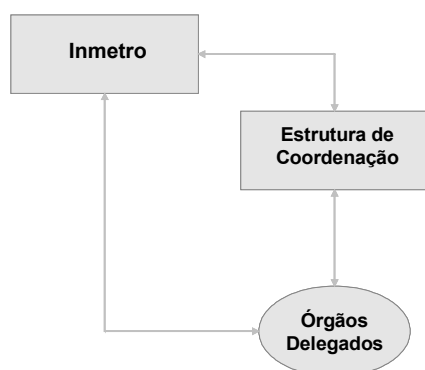 Inmetro
Estrutura de
Coordenação
Órgãos
Delegados